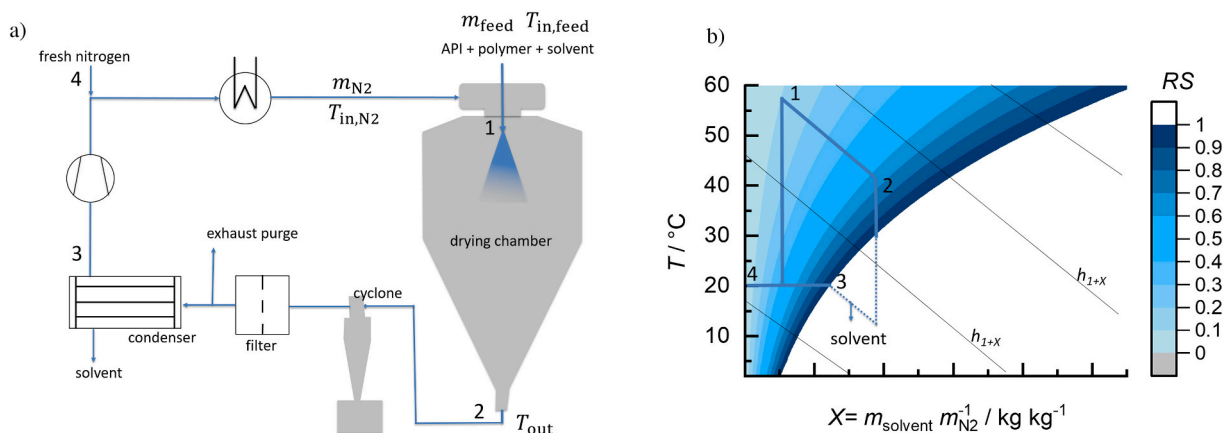 a)
fresh nitrogen
4
m_N2
T_in,N2
m_feed T_in,feed
API + polymer + solvent
1
drying chamber
3
exhaust purge
condenser
filter
cyclone
solvent
2
T_out
b)
RS
60
50
40
30
20
10
T / °C
1
2
3
4
solvent
h_1+X
h_1+X
1
0.9
0.8
0.7
0.6
0.5
0.4
0.3
0.2
0.1
0
X= m_solvent m_N2^-1 / kg kg^-1